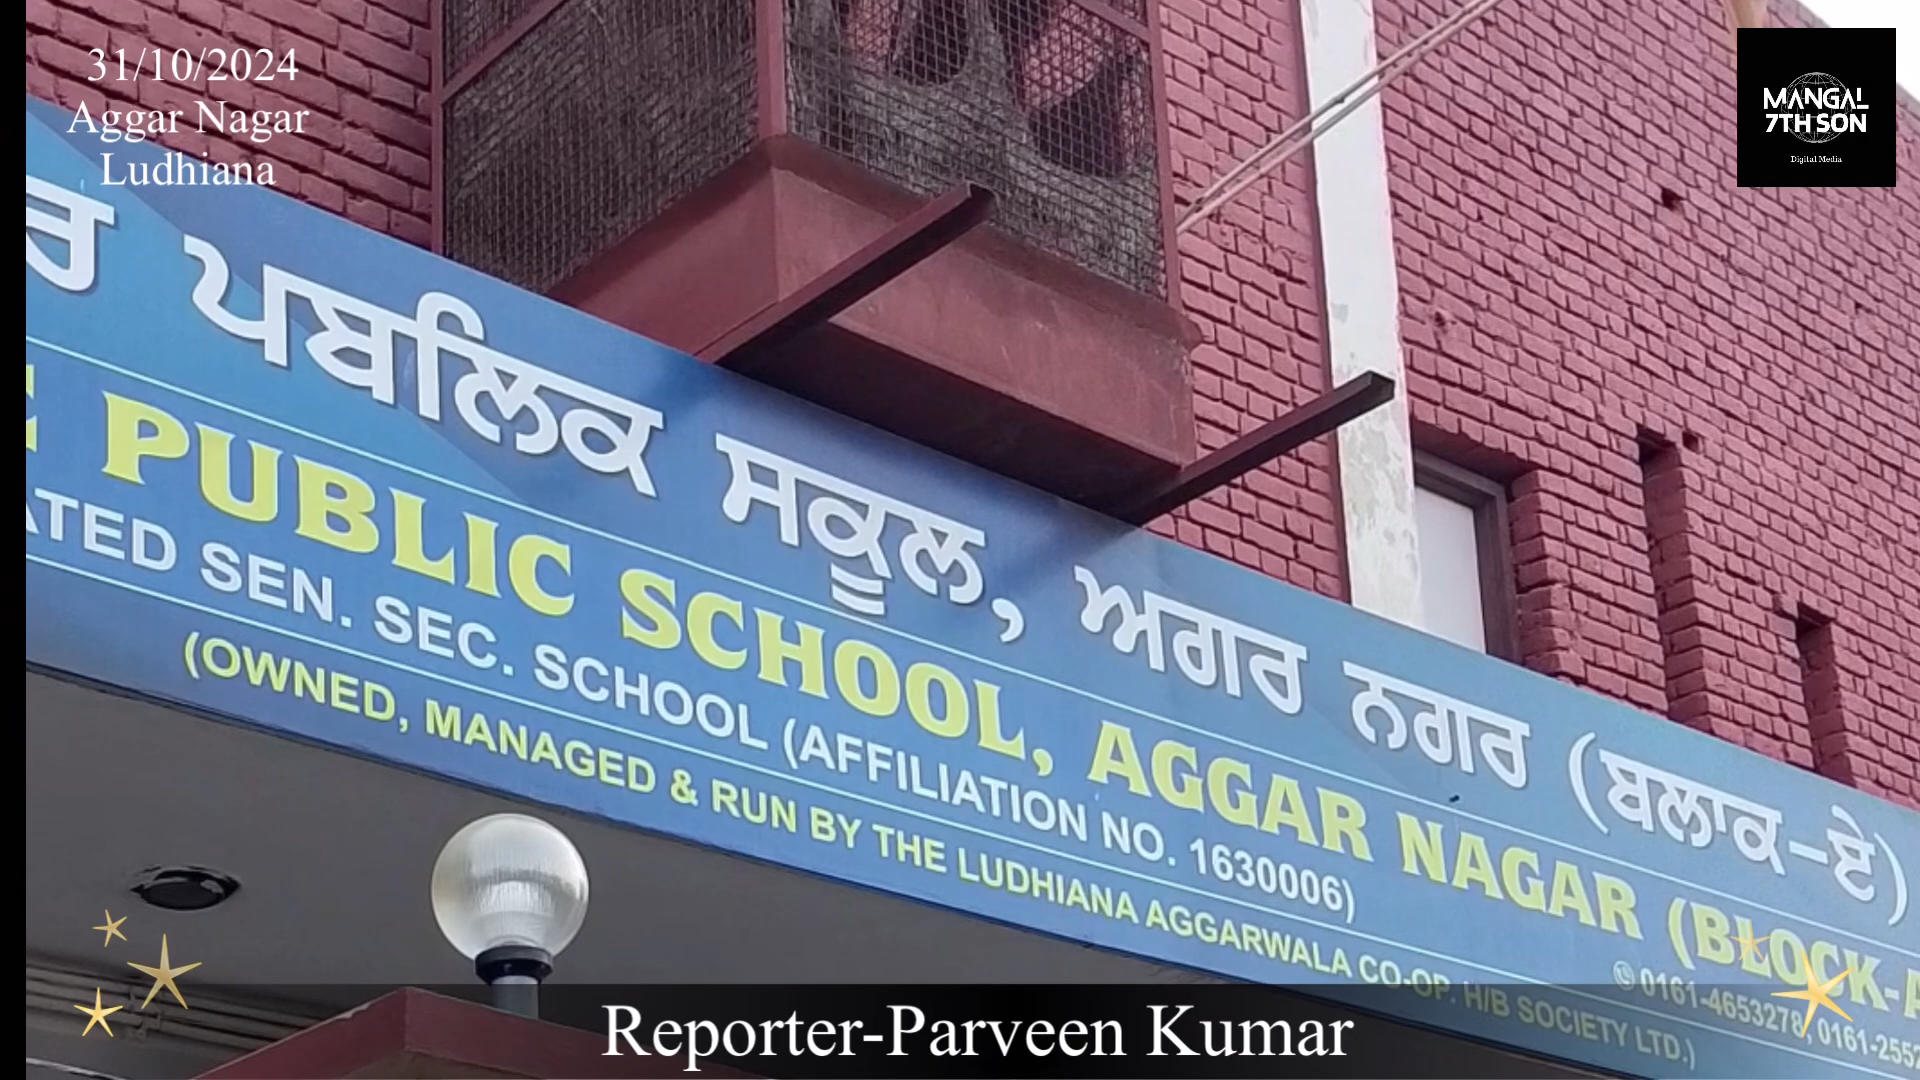 31/10/2024
Aggar Nagar
Ludhiana
MANGAL
7TH SON
Digital Media
ਰ ਪਬਲਿਕ ਸਕੂਲ, ਅਗਰ ਨਗਰ (ਬਲਾਕ-ਏ)
PUBLIC SCHOOL, AGGAR NAGAR (BLOCK-A
ATED SEN. SEC. SCHOOL (AFFILIATION NO. 1630006)
(OWNED, MANAGED & RUN BY THE LUDHIANA AGGARWALA CO-OP. H/B SOCIETY LTD.)
0161-4653278, 0161-255
Reporter-Parveen Kumar